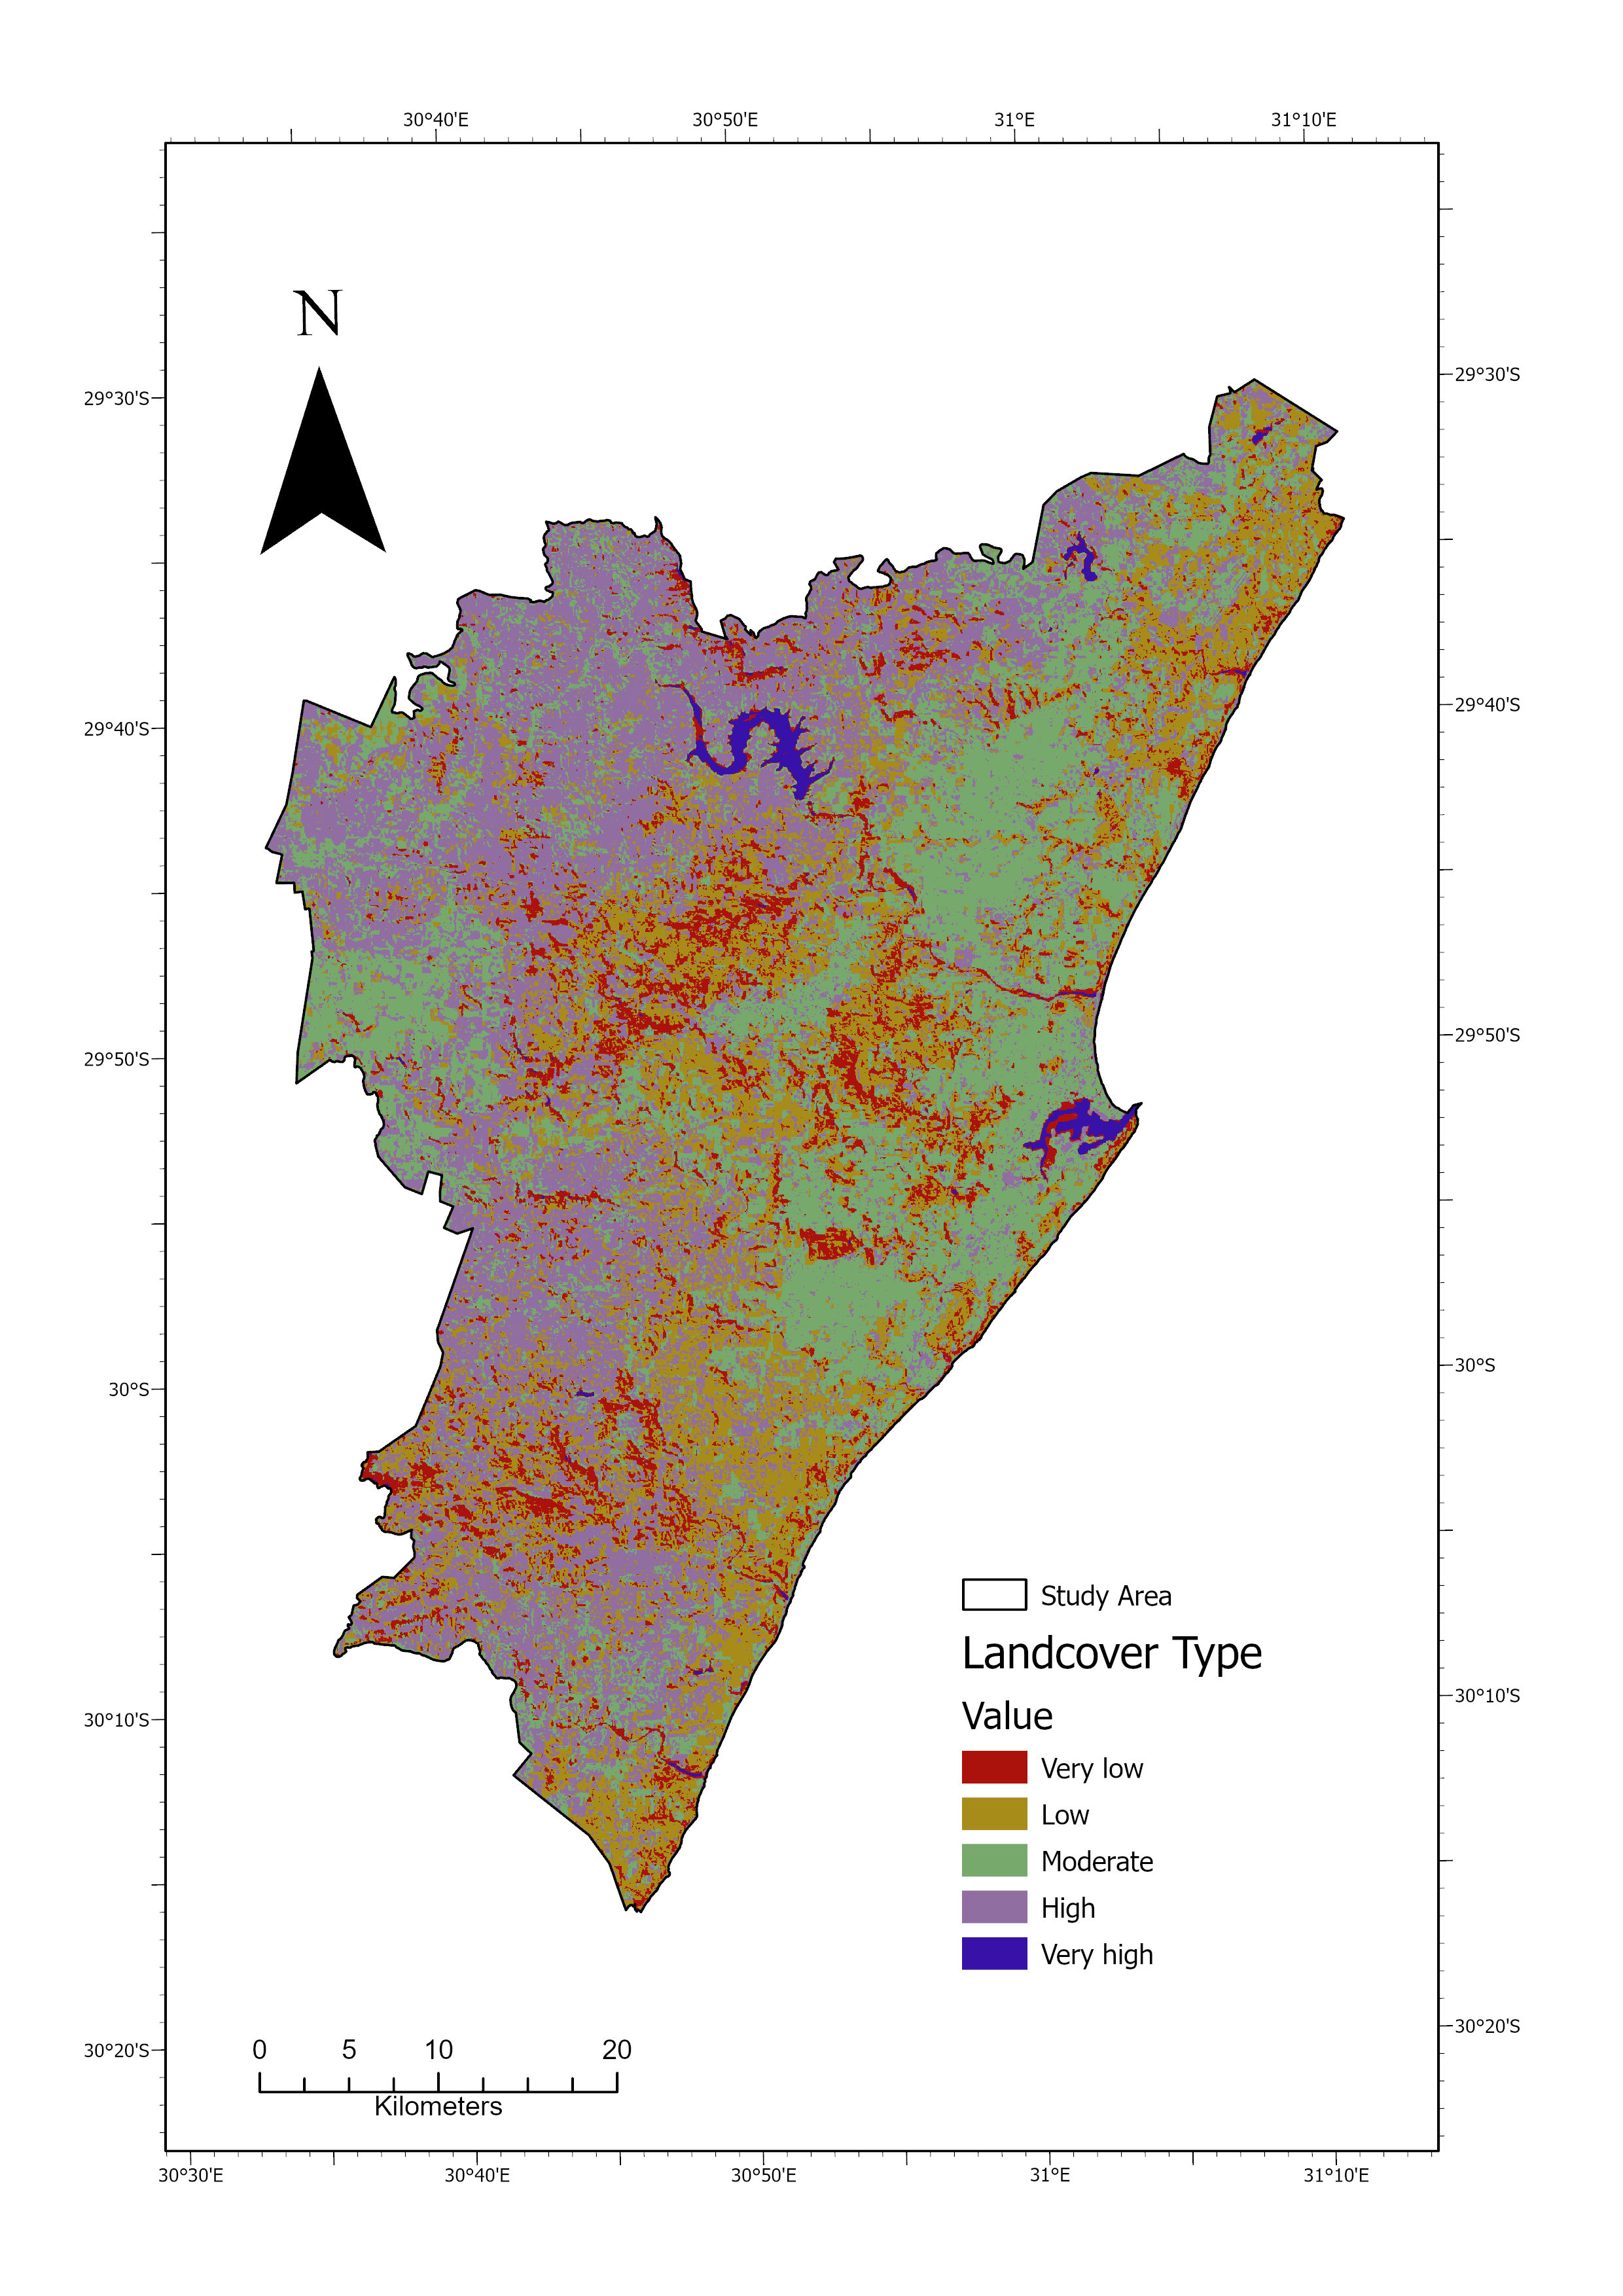 30°40'E 30°50'E 31°E 31°10'E
N
29°30'S 29°30'S
29°40'S 29°40'S
29°50'S 29°50'S
30°S 30°S
Study Area
Landcover Type
30°10'S 30°10'S
Value
Very low
Low
Moderate
High
Very high
30°20'S 30°20'S
0 5 10 20
Kilometers
30°30'E 30°40'E 30°50'E 31°E 31°10'E